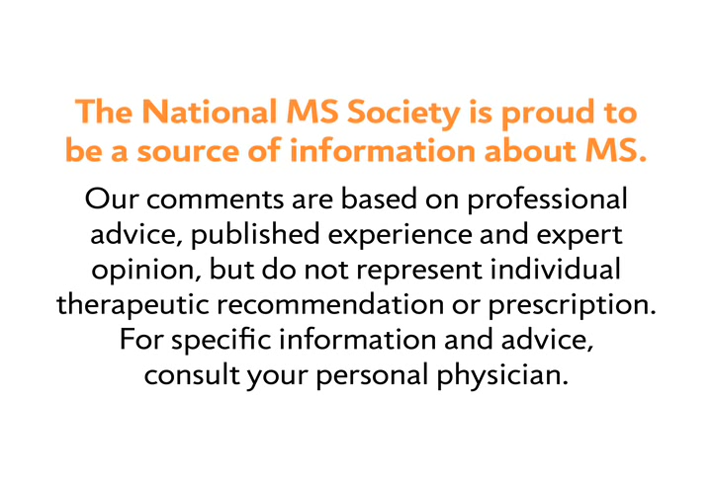 The National MS Society is proud to
be a source of information about MS.
Our comments are based on professional
advice, published experience and expert
opinion, but do not represent individual
therapeutic recommendation or prescription.
For specific information and advice,
consult your personal physician.